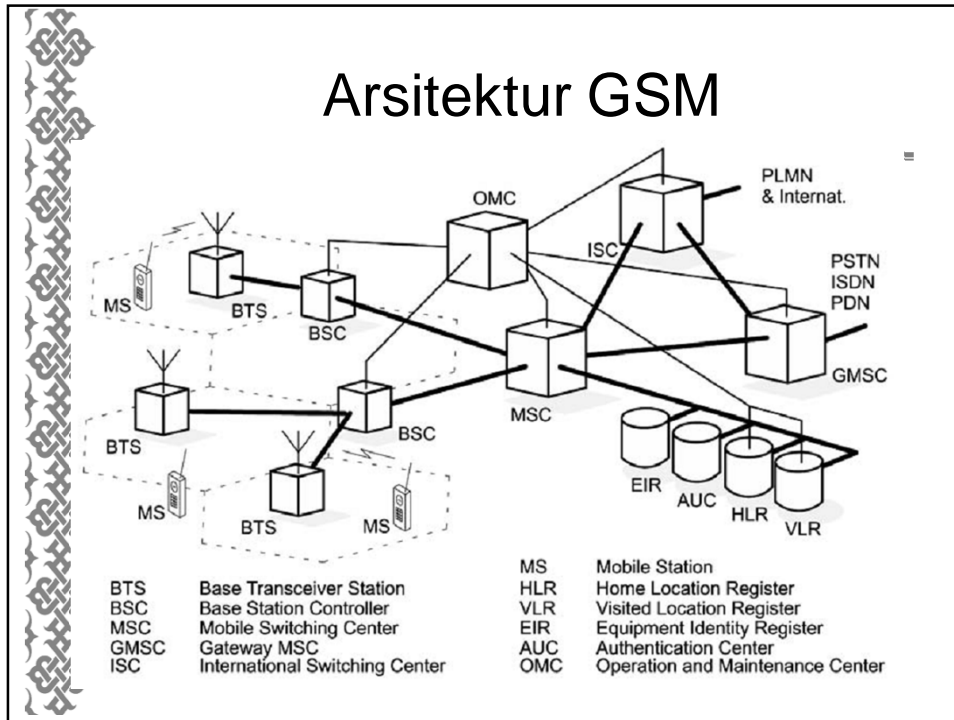 Arsitektur GSM
OMC
PLMN
& Internat.
ISC
PSTN
ISDN
PDN
MS
BTS
BSC
GMSC
MSC
BTS
BSC
EIR
AUC
HLR
VLR
MS
BTS
MS
BTS Base Transceiver Station
BSC Base Station Controller
MSC Mobile Switching Center
GMSC Gateway MSC
ISC International Switching Center
MS Mobile Station
HLR Home Location Register
VLR Visited Location Register
EIR Equipment Identity Register
AUC Authentication Center
OMC Operation and Maintenance Center